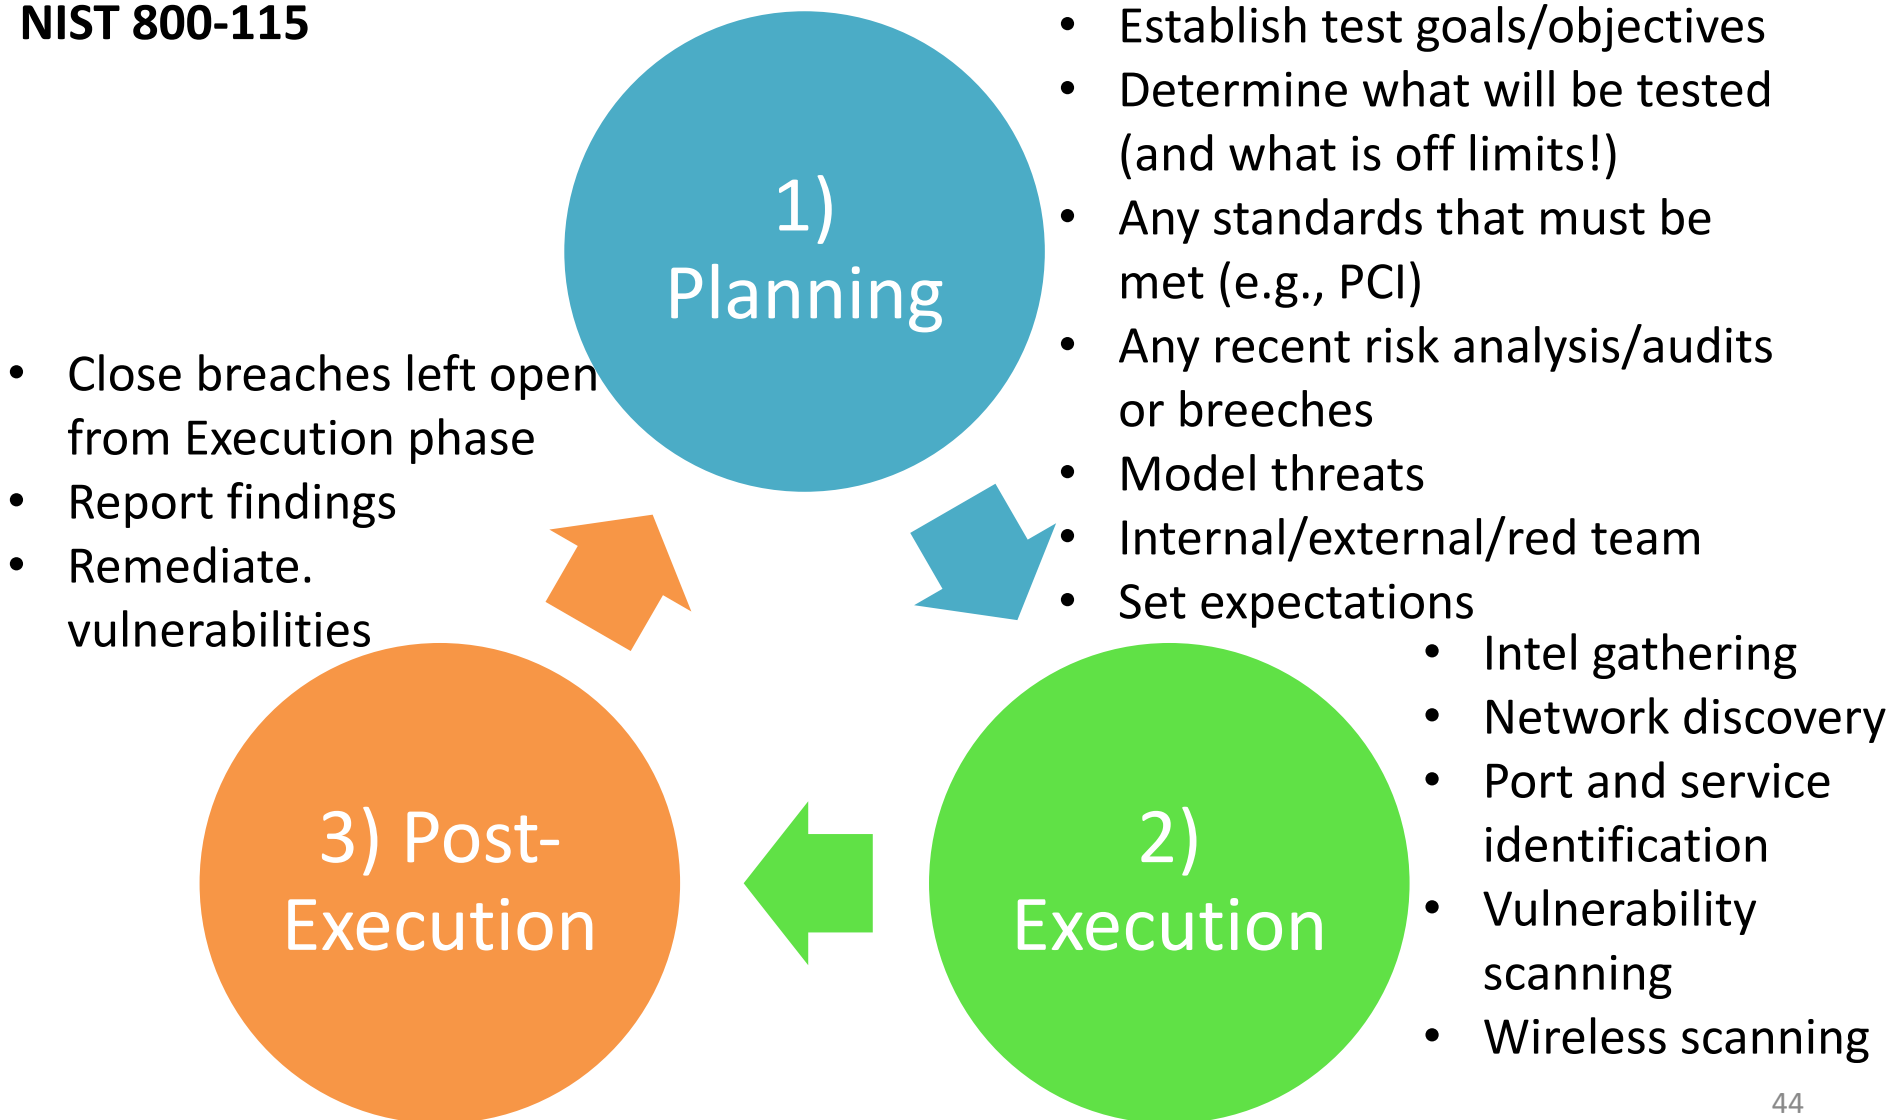 NIST 800-115
1)
Planning
• Establish test goals/objectives
• Determine what will be tested
(and what is off limits!)
• Any standards that must be
met (e.g., PCI)
• Any recent risk analysis/audits
or breeches
• Model threats
• Internal/external/red team
• Set expectations
2)
Execution
• Intel gathering
• Network discovery
• Port and service
identification
• Vulnerability
scanning
• Wireless scanning
3) Post-
Execution
• Close breaches left open
from Execution phase
• Report findings
• Remediate.
vulnerabilities
44